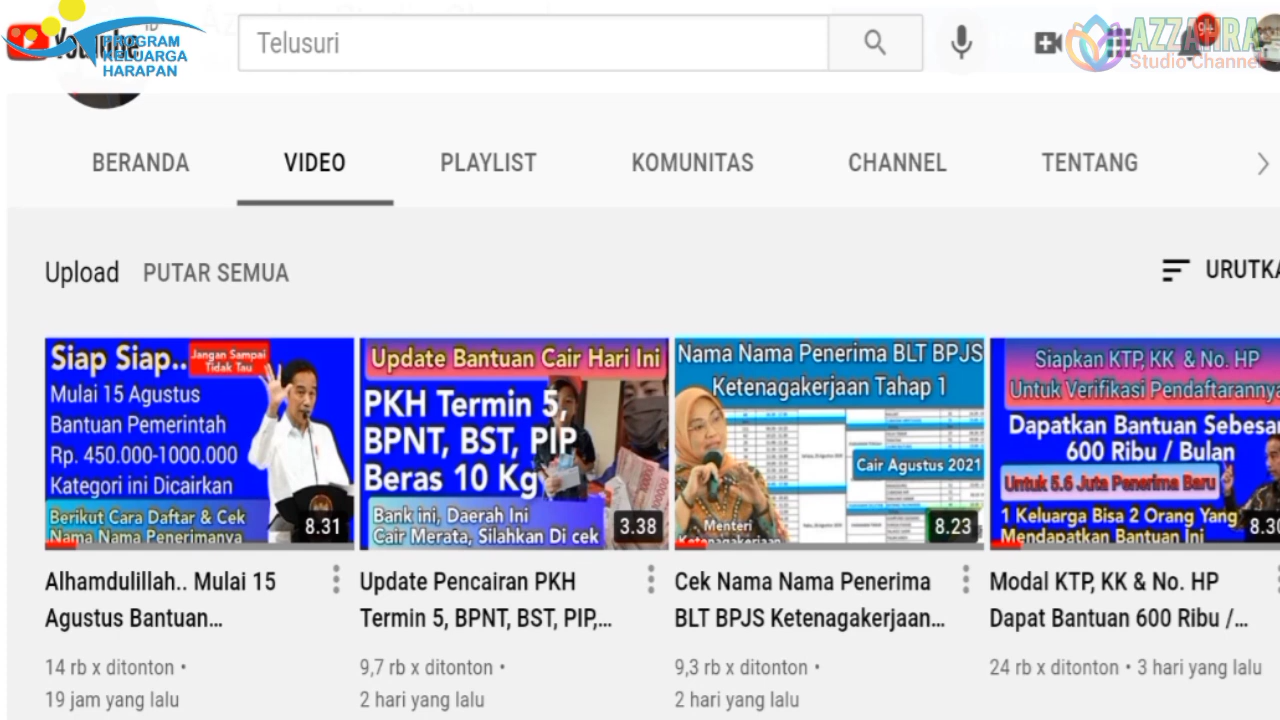 YouTube
ID
PROGRAM
KELUARGA
HARAPAN
Telusuri
94
AZZAHRA
Studio Channel
BERANDA
VIDEO
PLAYLIST
KOMUNITAS
CHANNEL
TENTANG
Upload
PUTAR SEMUA
URUTKA
Siap Siap..
Jangan Sampai
Tidak Tau
Mulai 15 Agustus
Bantuan Pemerintah
Rp. 450.000-1000.000
Kategori ini Dicairkan
Berikut Cara Daftar & Cek
Nama Nama Penerimanya
8.31
Update Bantuan Cair Hari Ini
PKH Termin 5,
BPNT, BST, PIP
Beras 10 Kg
Bank ini, Daerah Ini
Cair Merata, Silahkan Di cek
3.38
Nama Nama Penerima BLT BPJS
Ketenagakerjaan Tahap 1
Cair Agustus 2021
Menteri
Ketenagakerjaan
8.23
Siapkan KTP, KK & No. HP
Untuk Verifikasi Pendaftarannya
Dapatkan Bantuan Sebesar
600 Ribu / Bulan
Untuk 5.6 Juta Penerima Baru
1 Keluarga Bisa 2 Orang Yang
Mendapatkan Bantuan Ini
8.30
Alhamdulillah.. Mulai 15
Agustus Bantuan...
14 rb x ditonton •
19 jam yang lalu
Update Pencairan PKH
Termin 5, BPNT, BST, PIP,...
9,7 rb x ditonton •
2 hari yang lalu
Cek Nama Nama Penerima
BLT BPJS Ketenagakerjaan...
9,3 rb x ditonton •
2 hari yang lalu
Modal KTP, KK & No. HP
Dapat Bantuan 600 Ribu /...
24 rb x ditonton • 3 hari yang lalu